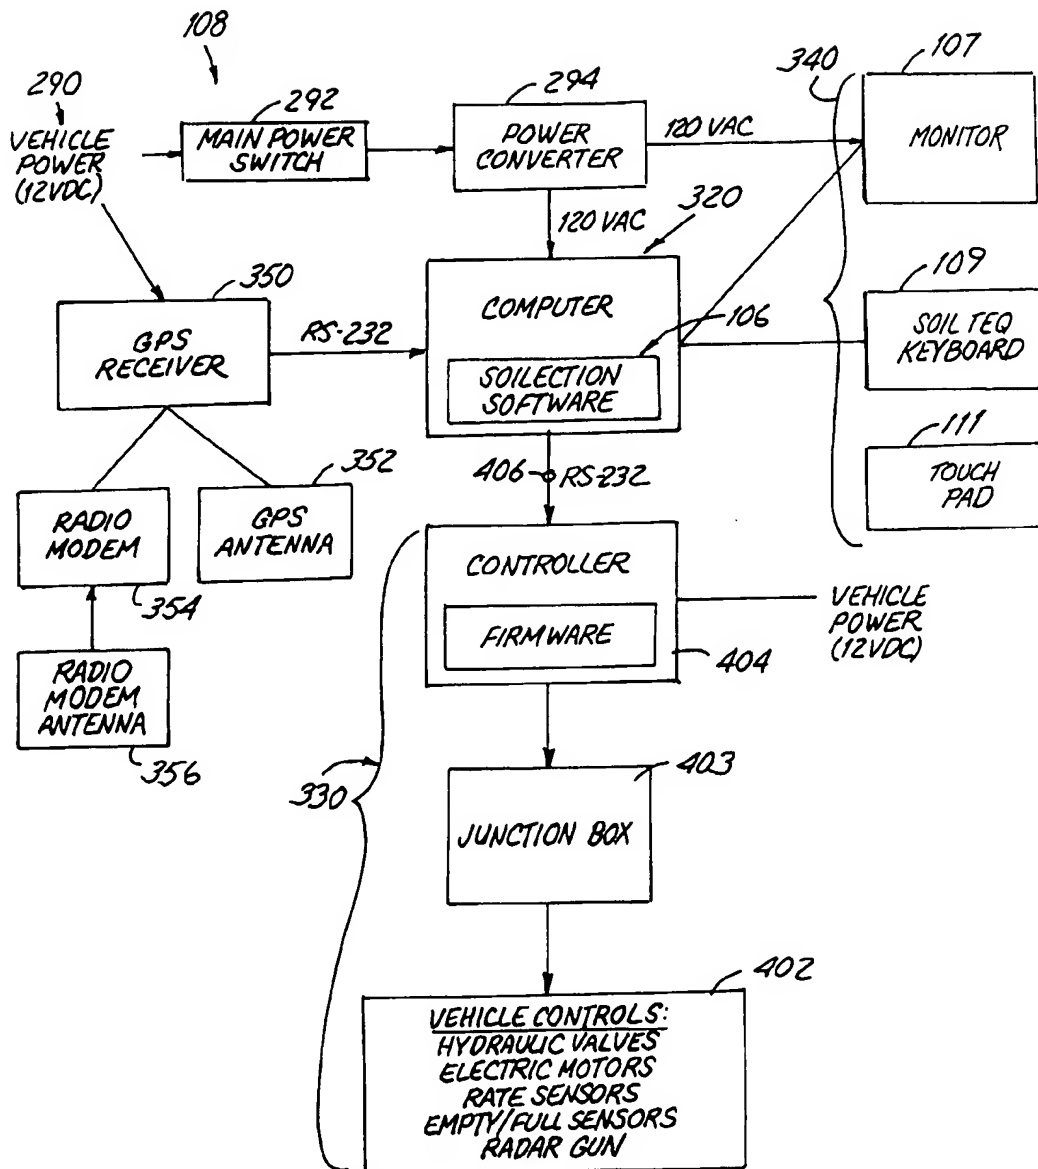 108
290
VEHICLE
POWER
(12VDC)
292
MAIN POWER
SWITCH
294
POWER
CONVERTER
120 VAC
340
107
MONITOR
120 VAC
320
350
GPS
RECEIVER
RS-232
COMPUTER
106
SOILECTION
SOFTWARE
109
SOIL TEQ
KEYBOARD
111
TOUCH
PAD
352
GPS
ANTENNA
RADIO
MODEM
354
RADIO
MODEM
ANTENNA
356
406
RS-232
CONTROLLER
FIRMWARE
404
VEHICLE
POWER
(12VDC)
330
403
JUNCTION BOX
402
VEHICLE CONTROLS:
HYDRAULIC VALVES
ELECTRIC MOTORS
RATE SENSORS
EMPTY/FULL SENSORS
RADAR GUN